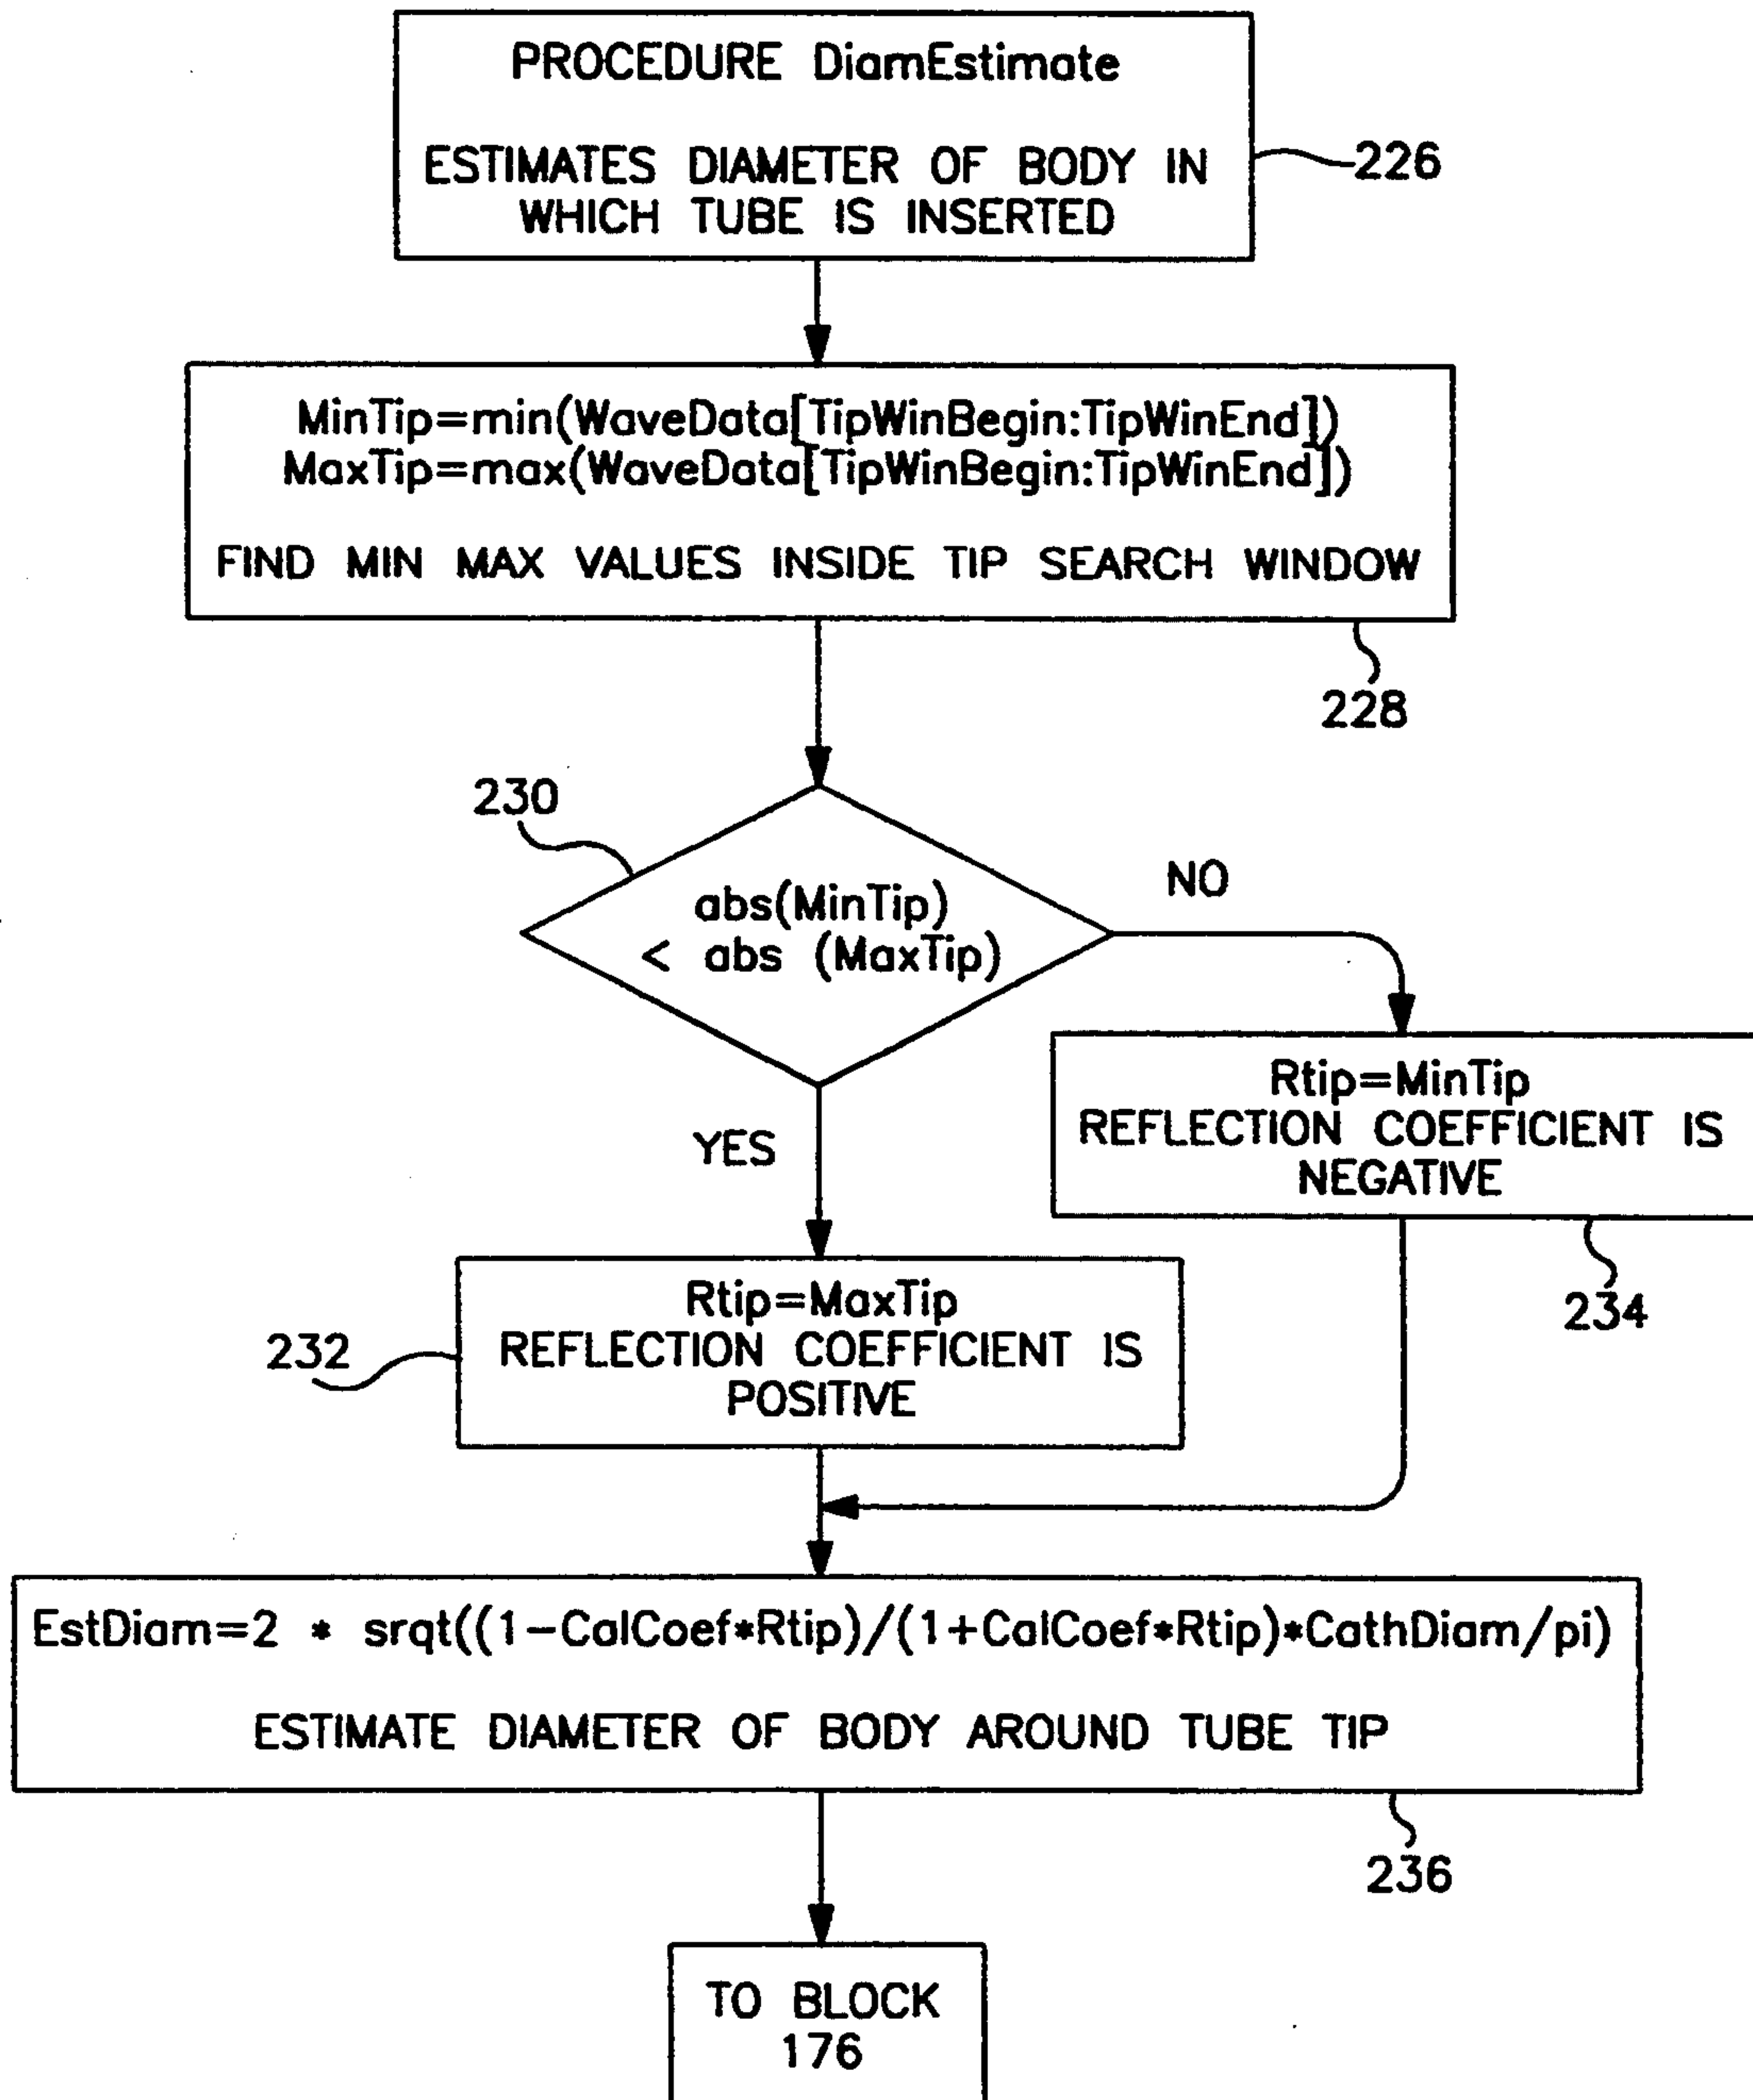 PROCEDURE DiamEstimate
ESTIMATES DIAMETER OF BODY IN
WHICH TUBE IS INSERTED
226
MinTip=min(WaveData[TipWinBegin:TipWinEnd])
MaxTip=max(WaveData[TipWinBegin:TipWinEnd])
FIND MIN MAX VALUES INSIDE TIP SEARCH WINDOW
228
230
abs(MinTip)
< abs (MaxTip)
NO
YES
Rtip=MinTip
REFLECTION COEFFICIENT IS
NEGATIVE
234
Rtip=MaxTip
REFLECTION COEFFICIENT IS
POSITIVE
232
EstDiam=2 * srqt((1-CalCoef*Rtip)/(1+CalCoef*Rtip)*CathDiam/pi)
ESTIMATE DIAMETER OF BODY AROUND TUBE TIP
236
TO BLOCK
176